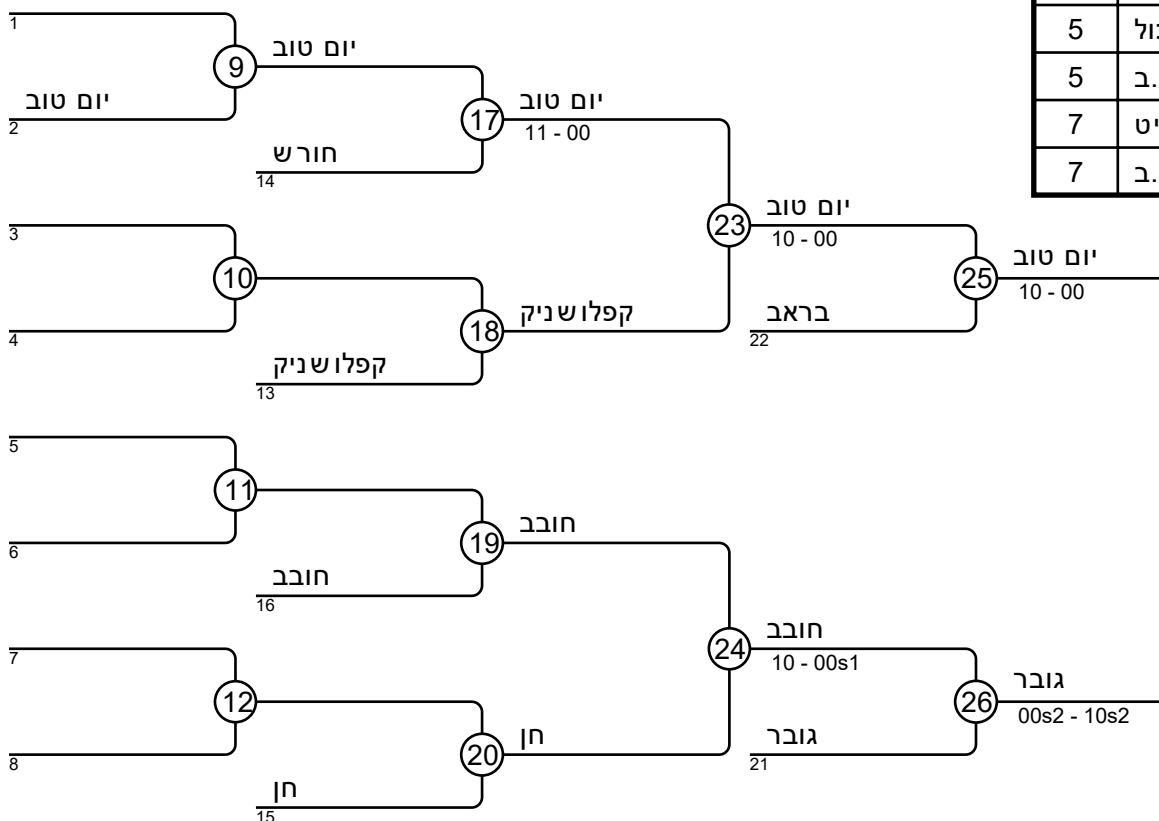 1
9
יום טוב
יום טוב
2
17
יום טוב
11 - 00
חורש
14
3
10
4
18
קפלושניק
קפלושניק
13
23
יום טוב
10 - 00
25
יום טוב
10 - 00
בראב
22
5
11
6
19
חובב
חובב
16
7
12
8
20
חן
חן
15
24
חובב
10 - 00s1
26
גובר
00s2 - 10s2
גובר
21
5
5 ב.
7 יט
7 ב.